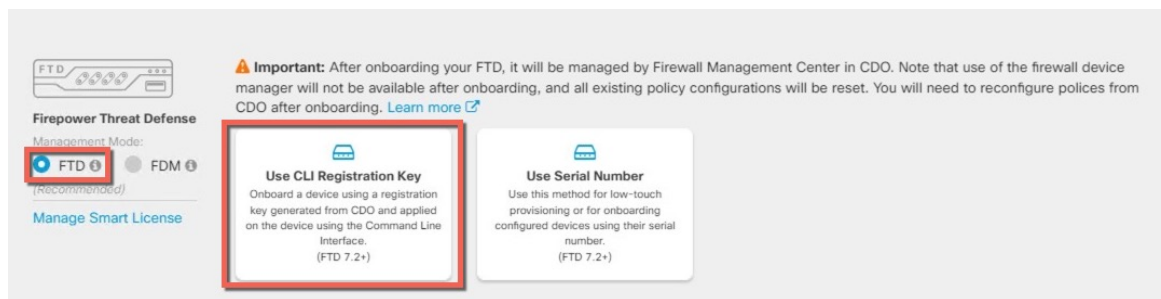 FTD
Firepower Threat Defense
Management Mode:
FTD
FDM
(Recommended)
Manage Smart License
Important: After onboarding your FTD, it will be managed by Firewall Management Center in CDO. Note that use of the firewall device
manager will not be available after onboarding, and all existing policy configurations will be reset. You will need to reconfigure polices from
CDO after onboarding. Learn more
Use CLI Registration Key
Onboard a device using a registration
key generated from CDO and applied
on the device using the Command Line
Interface.
(FTD 7.2+)
Use Serial Number
Use this method for low-touch
provisioning or for onboarding
configured devices using their serial
number.
(FTD 7.2+)